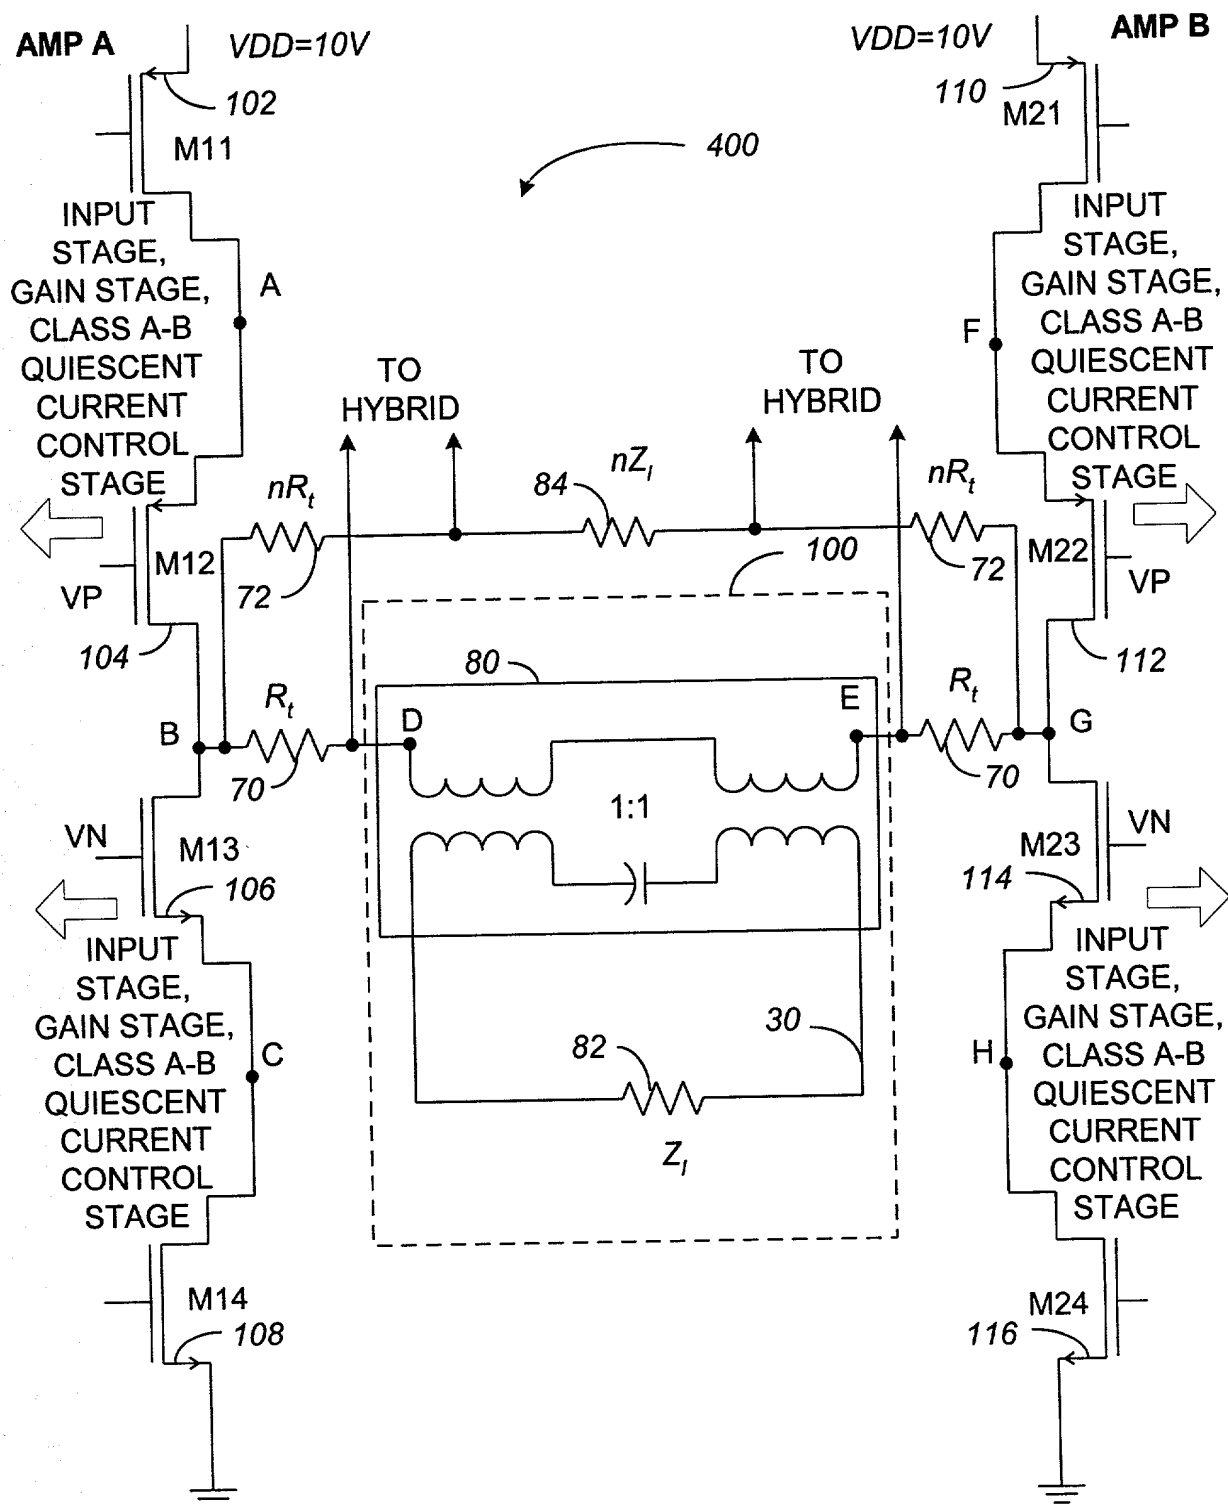 AMP A
VDD=10V
VDD=10V
AMP B
102
110
M11
M21
400
INPUT
STAGE,
GAIN STAGE,
CLASS A-B
QUIESCENT
CURRENT
CONTROL
STAGE
A
INPUT
STAGE,
GAIN STAGE,
CLASS A-B
QUIESCENT
CURRENT
CONTROL
STAGE
F
TO
HYBRID
TO
HYBRID
nRt
84
nZl
nRt
M12
72
100
72
M22
VP
VP
104
80
112
Rt
D
E
Rt
B
G
70
70
1:1
VN
M13
M23
VN
106
114
INPUT
STAGE,
GAIN STAGE,
CLASS A-B
QUIESCENT
CURRENT
CONTROL
STAGE
C
INPUT
STAGE,
GAIN STAGE,
CLASS A-B
QUIESCENT
CURRENT
CONTROL
STAGE
H
82
30
Zl
M14
108
M24
116